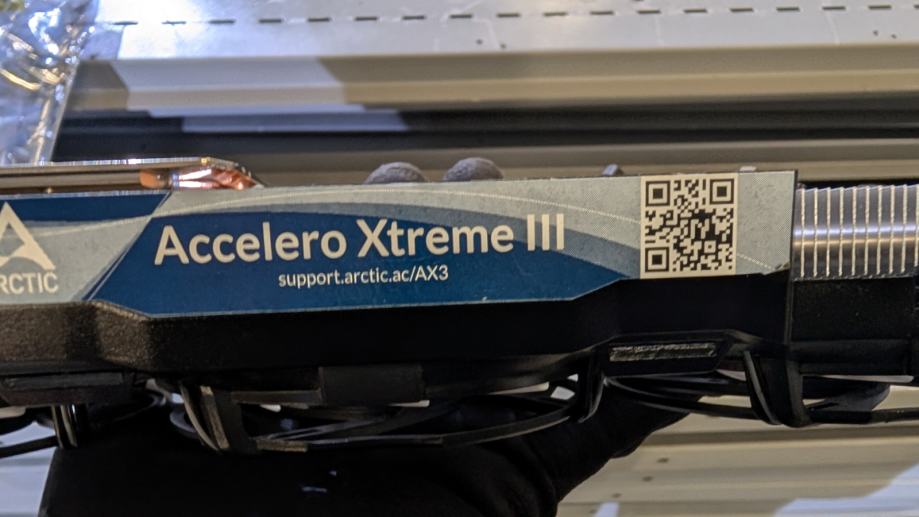 ARCTIC
Accelero Xtreme III
support.arctic.ac/AX3